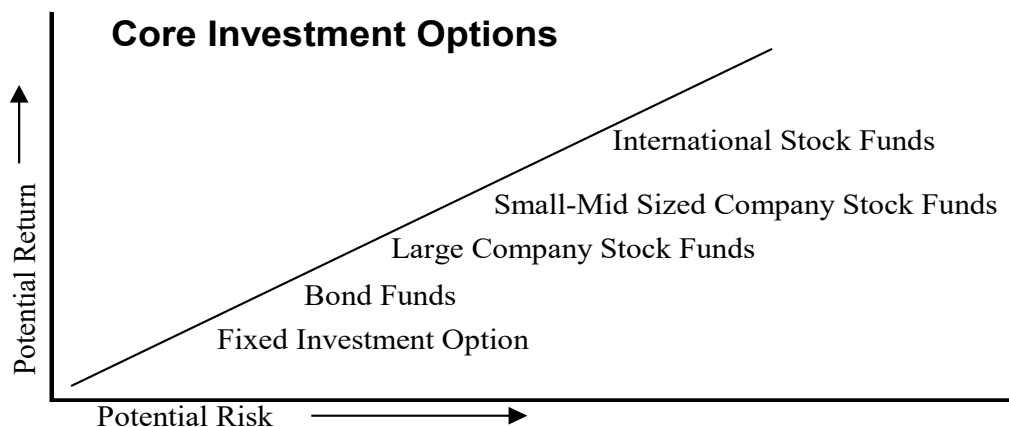 Core Investment Options
International Stock Funds
Small-Mid Sized Company Stock Funds
Large Company Stock Funds
Bond Funds
Fixed Investment Option
Potential Return
Potential Risk